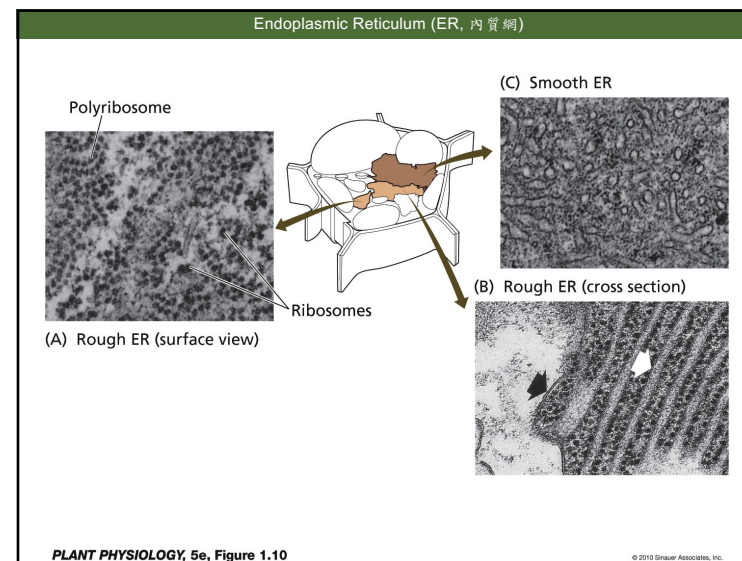 Endoplasmic Reticulum (ER, 內質網)
(C) Smooth ER
Polyribosome
Ribosomes
(A) Rough ER (surface view)
(B) Rough ER (cross section)
PLANT PHYSIOLOGY, 5e, Figure 1.10
© 2010 Sinauer Associates, Inc.